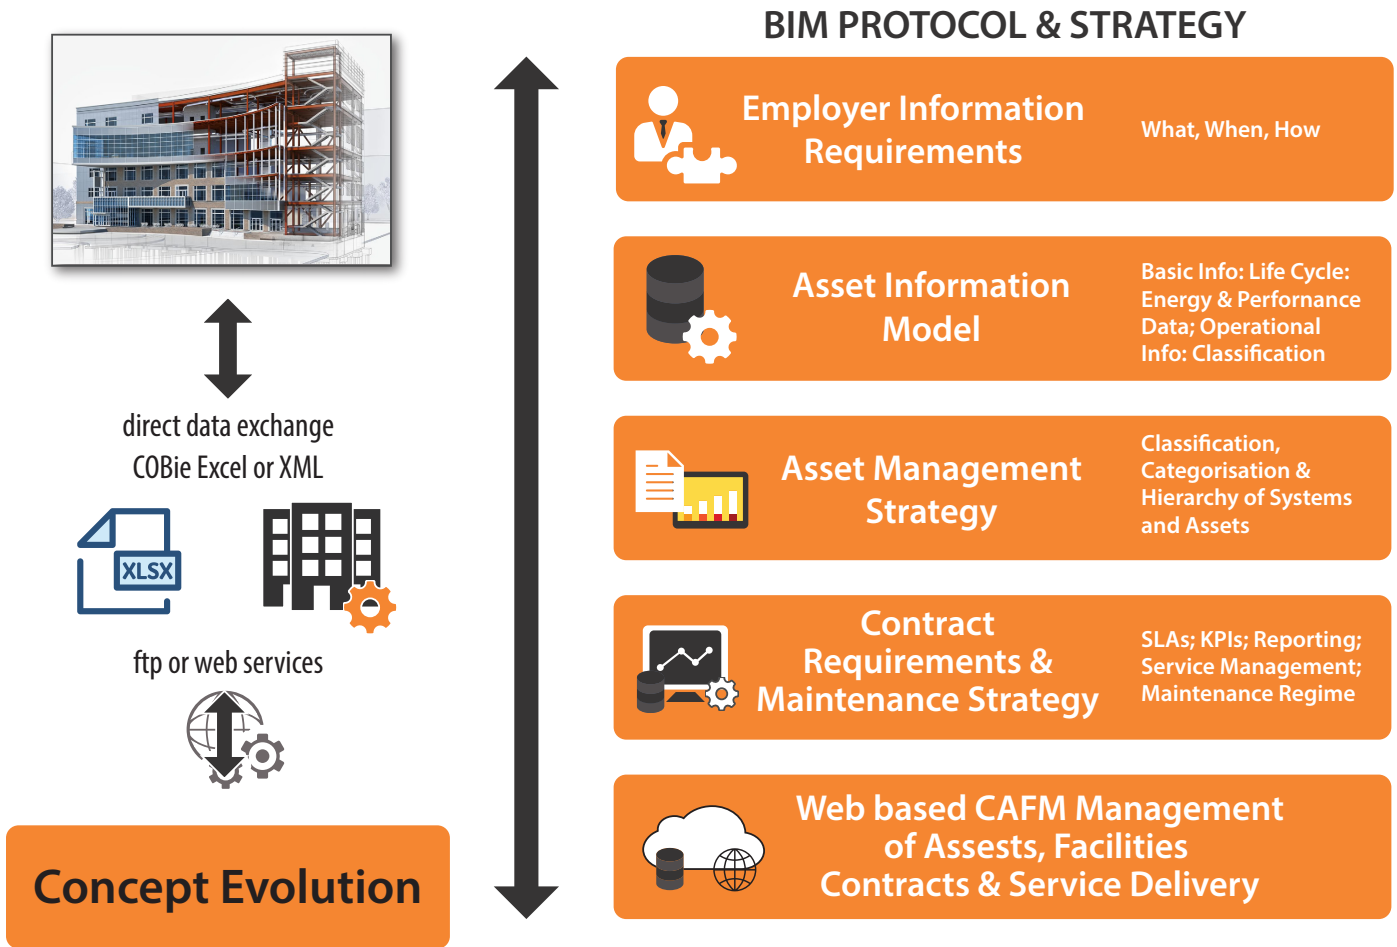 BIM PROTOCOL & STRATEGY
direct data exchange
COBie Excel or XML
XLSX
ftp or web services
Concept Evolution
Employer Information
Requirements
What, When, How
Asset Information
Model
Basic Info: Life Cycle:
Energy & Perfornance
Data; Operational
Info: Classification
Asset Management
Strategy
Classification,
Categorisation &
Hierarchy of Systems
and Assets
Contract
Requirements &
Maintenance Strategy
SLAs; KPIs; Reporting;
Service Management;
Maintenance Regime
Web based CAFM Management
of Assests, Facilities
Contracts & Service Delivery